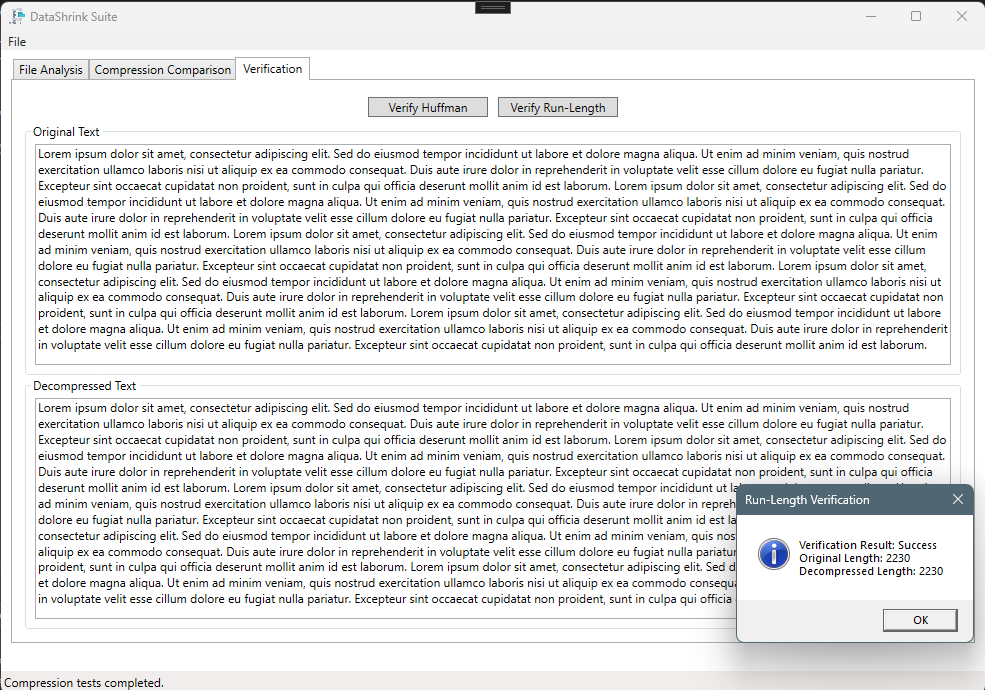 DataShrink Suite
File
File Analysis
Compression Comparison
Verification
Verify Huffman
Verify Run-Length
Original Text
Lorem ipsum dolor sit amet, consectetur adipiscing elit. Sed do eiusmod tempor incididunt ut labore et dolore magna aliqua. Ut enim ad minim veniam, quis nostrud
exercitation ullamco laboris nisi ut aliquip ex ea commodo consequat. Duis aute irure dolor in reprehenderit in voluptate velit esse cillum dolore eu fugiat nulla pariatur.
Excepteur sint occaecat cupidatat non proident, sunt in culpa qui officia deserunt mollit anim id est laborum. Lorem ipsum dolor sit amet, consectetur adipiscing elit. Sed do
eiusmod tempor incididunt ut labore et dolore magna aliqua. Ut enim ad minim veniam, quis nostrud exercitation ullamco laboris nisi ut aliquip ex ea commodo consequat.
Duis aute irure dolor in reprehenderit in voluptate velit esse cillum dolore eu fugiat nulla pariatur. Excepteur sint occaecat cupidatat non proident, sunt in culpa qui officia
deserunt mollit anim id est laborum. Lorem ipsum dolor sit amet, consectetur adipiscing elit. Sed do eiusmod tempor incididunt ut labore et dolore magna aliqua. Ut enim
ad minim veniam, quis nostrud exercitation ullamco laboris nisi ut aliquip ex ea commodo consequat. Duis aute irure dolor in reprehenderit in voluptate velit esse cillum
dolore eu fugiat nulla pariatur. Excepteur sint occaecat cupidatat non proident, sunt in culpa qui officia deserunt mollit anim id est laborum. Lorem ipsum dolor sit amet,
consectetur adipiscing elit. Sed do eiusmod tempor incididunt ut labore et dolore magna aliqua. Ut enim ad minim veniam, quis nostrud exercitation ullamco laboris nisi ut
aliquip ex ea commodo consequat. Duis aute irure dolor in reprehenderit in voluptate velit esse cillum dolore eu fugiat nulla pariatur. Excepteur sint occaecat cupidatat non
proident, sunt in culpa qui officia deserunt mollit anim id est laborum. Lorem ipsum dolor sit amet, consectetur adipiscing elit. Sed do eiusmod tempor incididunt ut labore
et dolore magna aliqua. Ut enim ad minim veniam, quis nostrud exercitation ullamco laboris nisi ut aliquip ex ea commodo consequat. Duis aute irure dolor in reprehenderit
in voluptate velit esse cillum dolore eu fugiat nulla pariatur. Excepteur sint occaecat cupidatat non proident, sunt in culpa qui officia deserunt mollit anim id est laborum.
Decompressed Text
Lorem ipsum dolor sit amet, consectetur adipiscing elit. Sed do eiusmod tempor incididunt ut labore et dolore magna aliqua. Ut enim ad minim veniam, quis nostrud
exercitation ullamco laboris nisi ut aliquip ex ea commodo consequat. Duis aute irure dolor in reprehenderit in voluptate velit esse cillum dolore eu fugiat nulla pariatur.
Excepteur sint occaecat cupidatat non proident, sunt in culpa qui officia deserunt mollit anim id est laborum. Lorem ipsum dolor sit amet, consectetur adipiscing elit. Sed do
eiusmod tempor incididunt ut labore et dolore magna aliqua. Ut enim ad minim veniam, quis nostrud exercitation ullamco laboris nisi ut aliquip ex ea commodo consequat.
Duis aute irure dolor in reprehenderit in voluptate velit esse cillum dolore eu fugiat nulla pariatur. Excepteur sint occaecat cupidatat non proident, sunt in culpa qui officia
deserunt mollit anim id est laborum. Lorem ipsum dolor sit amet, consectetur adipiscing elit. Sed do
ad minim veniam, quis nostrud exercitation ullamco laboris nisi ut aliquip ex ea commodo consequat. Duis aute irure dolor in
dolore eu fugiat nulla pariatur. Excepteur sint occaecat cupidatat non proident, sunt in culpa qui officia deserunt mollit anim id est
consectetur adipiscing elit. Sed do eiusmod tempor incididunt ut labore et dolore magna aliqua. Ut enim ad minim veniam, quis
aliquip ex ea commodo consequat. Duis aute irure dolor in reprehenderit in voluptate velit esse cillum dolore eu fugiat nulla
proident, sunt in culpa qui officia deserunt mollit anim id est laborum. Lorem ipsum dolor sit amet, consectetur adipiscing elit. Sed
et dolore magna aliqua. Ut enim ad minim veniam, quis nostrud exercitation ullamco laboris nisi ut aliquip ex ea commodo
in voluptate velit esse cillum dolore eu fugiat nulla pariatur. Excepteur sint occaecat cupidatat non proident, sunt in culpa qui officia
Run-Length Verification
Verification Result: Success
Original Length: 2230
Decompressed Length: 2230
OK
Compression tests completed.